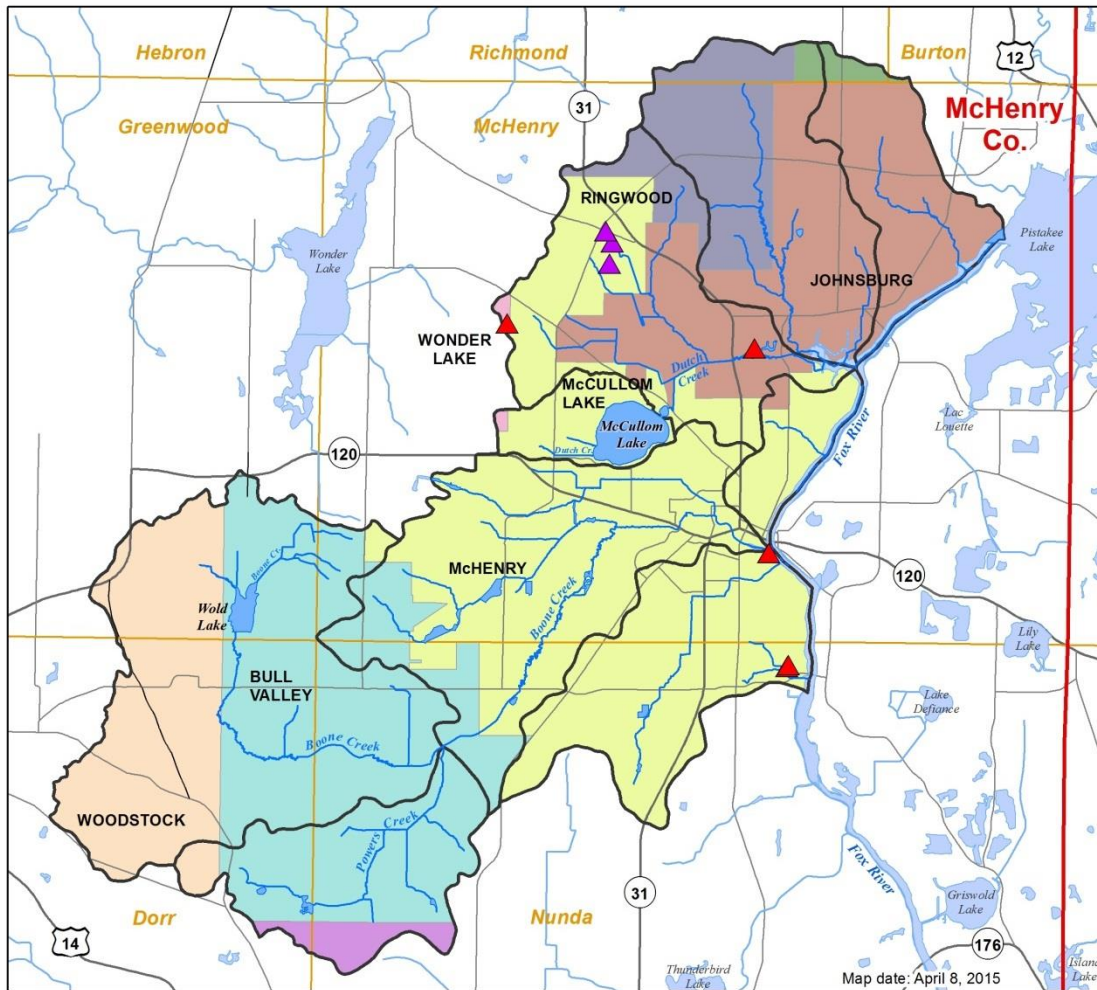 Hebron
Richmond
Burton
12
Greenwood
McHenry
31
McHenry
Co.
RINGWOOD
Wonder
Lake
Pistakee
Lake
JOHNSBURG
WONDER
LAKE
Dutch
Creek
McCULLOM
LAKE
McCullom
Lake
Lac
Louette
Fox River
Dutch Cr.
120
Boone Cr.
McHENRY
Boone Creek
120
Wold
Lake
Lily
Lake
BULL
VALLEY
Lake
Defiance
Boone Creek
WOODSTOCK
Powers
Creek
Fox River
31
Griswold
Lake
Dorr
Nunda
14
176
Thunderbird
Lake
Island
Lake
Map date: April 8, 2015